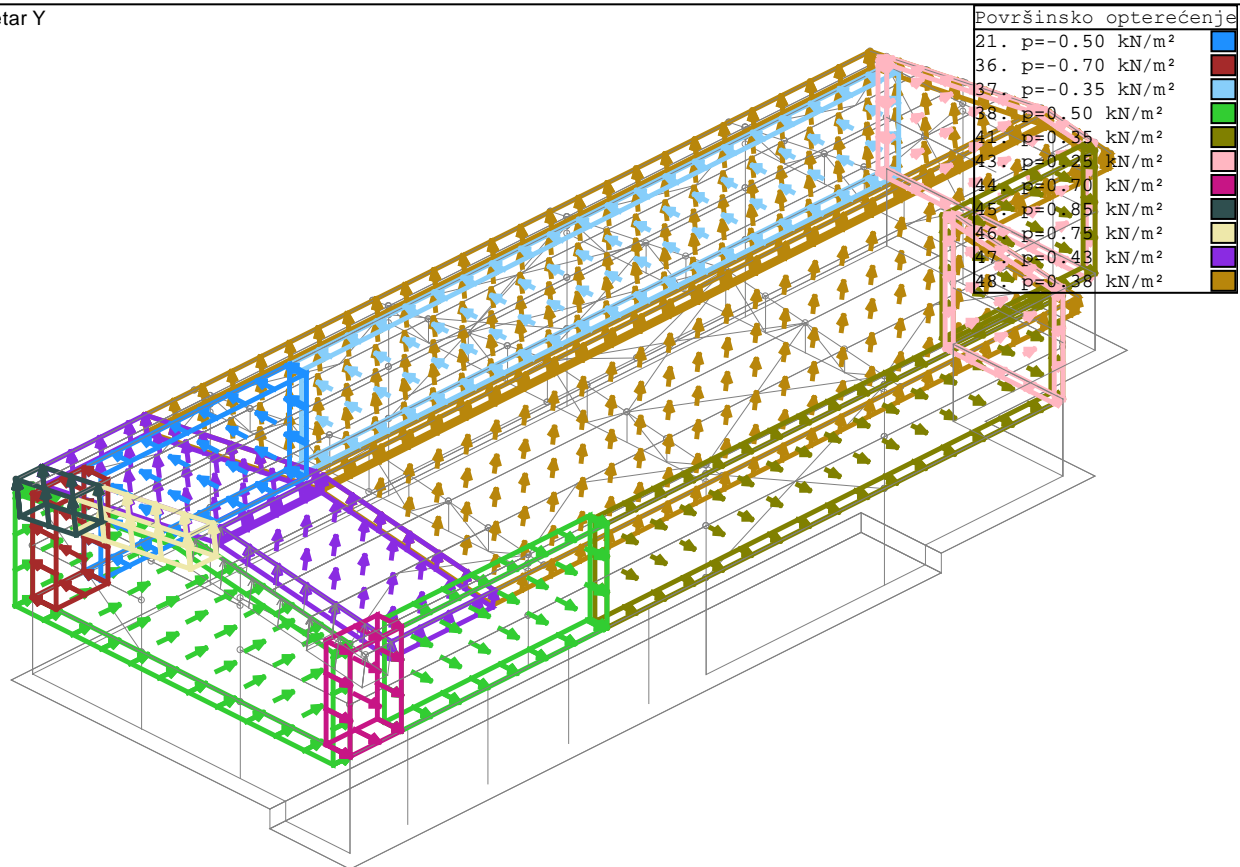 etar Y
Površinsko opterećenje
21. p=-0.50 kN/m²
36. p=-0.70 kN/m²
37. p=-0.35 kN/m²
38. p=0.50 kN/m²
41. p=0.35 kN/m²
43. p=0.25 kN/m²
44. p=0.70 kN/m²
45. p=0.85 kN/m²
46. p=0.75 kN/m²
47. p=0.43 kN/m²
48. p=0.38 kN/m²